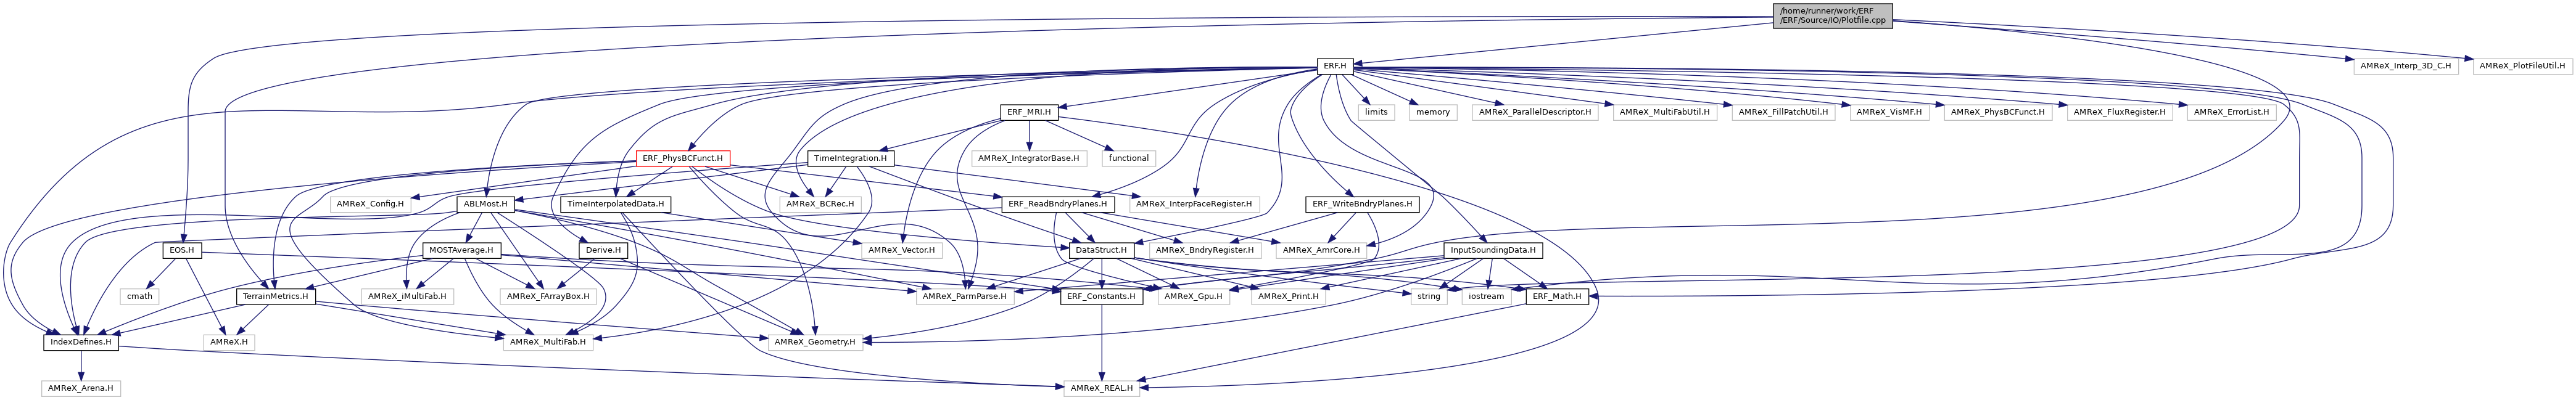 /home/runner/work/ERF
/ERF/Source/IO/Plotfile.cpp
ERF.H
AMReX_Interp_3D_C.H
AMReX_PlotFileUtil.H
ERF_MRI.H
limits
memory
AMReX_ParallelDescriptor.H
AMReX_MultiFabUtil.H
AMReX_FillPatchUtil.H
AMReX_VisMF.H
AMReX_PhysBCFunct.H
AMReX_FluxRegister.H
AMReX_ErrorList.H
ERF_PhysBCFunct.H
TimeIntegration.H
AMReX_IntegratorBase.H
functional
AMReX_Config.H
ABLMost.H
TimeInterpolatedData.H
AMReX_BCRec.H
ERF_ReadBndryPlanes.H
AMReX_InterpFaceRegister.H
ERF_WriteBndryPlanes.H
EOS.H
MOSTAverage.H
Derive.H
AMReX_Vector.H
DataStruct.H
AMReX_BndryRegister.H
AMReX_AmrCore.H
InputSoundingData.H
cmath
TerrainMetrics.H
AMReX_iMultiFab.H
AMReX_FArrayBox.H
AMReX_ParmParse.H
ERF_Constants.H
AMReX_Gpu.H
AMReX_Print.H
string
iostream
ERF_Math.H
IndexDefines.H
AMReX.H
AMReX_MultiFab.H
AMReX_Geometry.H
AMReX_Arena.H
AMReX_REAL.H